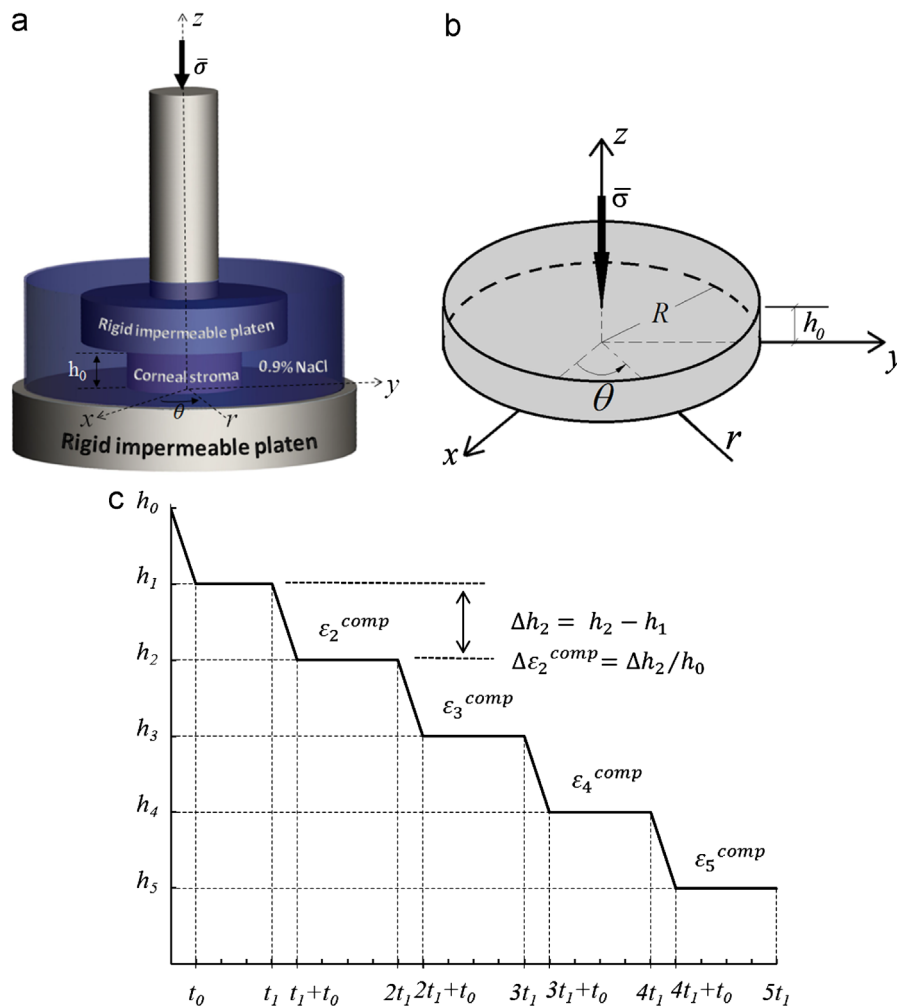 a
z
σ̄
Rigid impermeable platen
h₀
Corneal stroma
0.9% NaCl
y
x
θ
r
Rigid impermeable platen
b
z
σ̄
R
h₀
y
θ
x
r
c
h₀
h₁
ε₂ᶜᵒᵐᵖ
Δh₂ = h₂ − h₁
h₂
Δε₂ᶜᵒᵐᵖ= Δh₂/h₀
ε₃ᶜᵒᵐᵖ
h₃
ε₄ᶜᵒᵐᵖ
h₄
ε₅ᶜᵒᵐᵖ
h₅
t₀ t₁ t₁+t₀ 2t₁ 2t₁+t₀ 3t₁ 3t₁+t₀ 4t₁ 4t₁+t₀ 5t₁